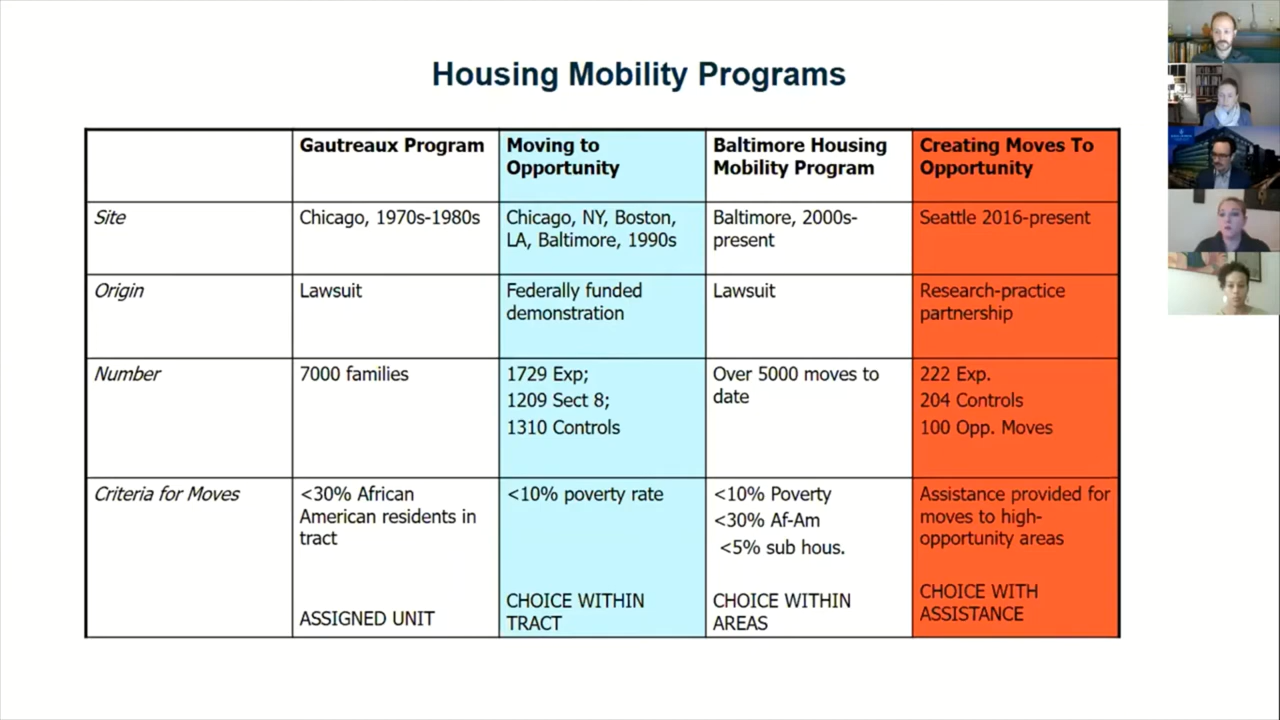 Housing Mobility Programs
Gautreaux Program
Moving to
Opportunity
Baltimore Housing
Mobility Program
Creating Moves To
Opportunity
Site
Chicago, 1970s-1980s
Chicago, NY, Boston,
LA, Baltimore, 1990s
Baltimore, 2000s-
present
Seattle 2016-present
Origin
Lawsuit
Federally funded
demonstration
Lawsuit
Research-practice
partnership
Number
7000 families
1729 Exp;
1209 Sect 8;
1310 Controls
Over 5000 moves to
date
222 Exp.
204 Controls
100 Opp. Moves
Criteria for Moves
<30% African
American residents in
tract
ASSIGNED UNIT
<10% poverty rate
CHOICE WITHIN
TRACT
<10% Poverty
<30% Af-Am
<5% sub hous.
CHOICE WITHIN
AREAS
Assistance provided for
moves to high-
opportunity areas
CHOICE WITH
ASSISTANCE